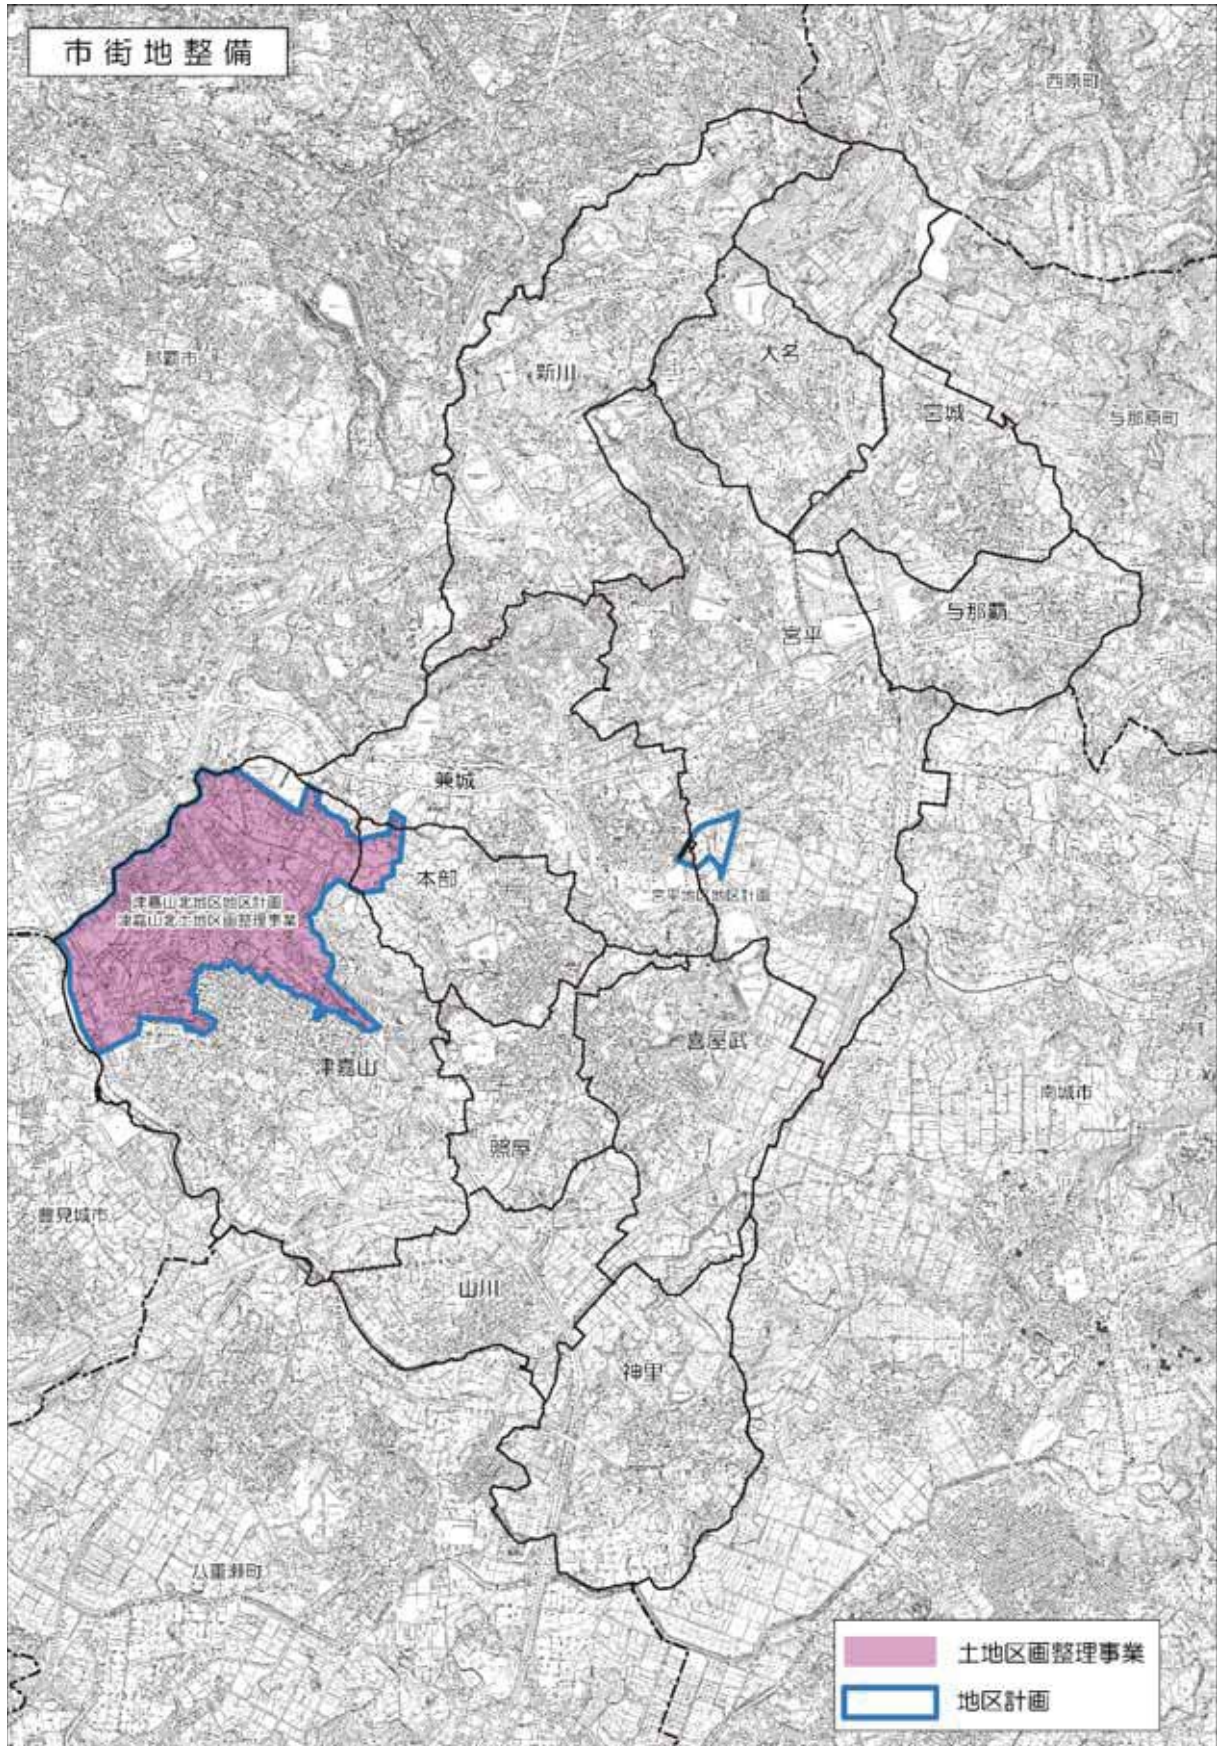 市街地整備
西原町
那覇市
新川
大名
宮城
与那原町
与那覇
宮平
兼城
本部
津嘉山北地区地区計画
津嘉山北土地区画整理事業
宮平地区地区計画
喜屋武
津嘉山
南城市
照屋
豊見城市
山川
神里
八重瀬町
土地区画整理事業
地区計画